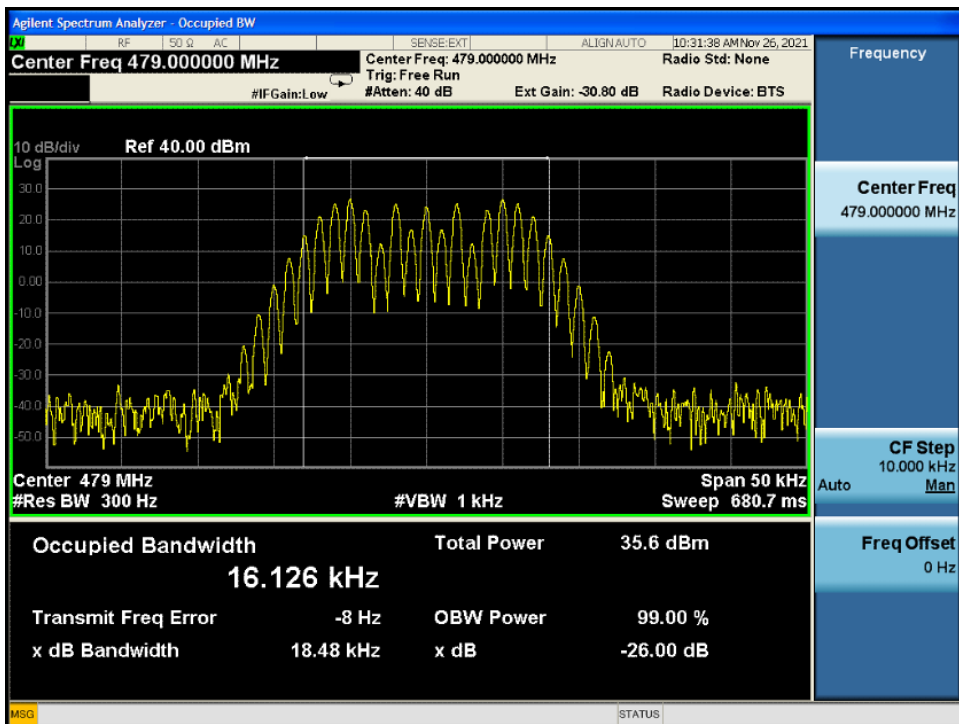 Agilent Spectrum Analyzer - Occupied BW
LXI RF 50 Ω AC SENSE:EXT ALIGNAUTO 10:31:38 AM Nov 26, 2021
Center Freq 479.000000 MHz
Center Freq: 479.000000 MHz
Radio Std: None
Trig: Free Run
#IFGain:Low
#Atten: 40 dB
Ext Gain: -30.80 dB
Radio Device: BTS
10 dB/div Ref 40.00 dBm
Log
30.0
20.0
10.0
0.00
-10.0
-20.0
-30.0
-40.0
-50.0
Center 479 MHz
Span 50 kHz
#Res BW 300 Hz
#VBW 1 kHz
Sweep 680.7 ms
Occupied Bandwidth
16.126 kHz
Total Power 35.6 dBm
Transmit Freq Error -8 Hz
OBW Power 99.00 %
x dB Bandwidth 18.48 kHz
x dB -26.00 dB
Frequency
Center Freq
479.000000 MHz
CF Step
10.000 kHz
Auto Man
Freq Offset
0 Hz
MSG
STATUS